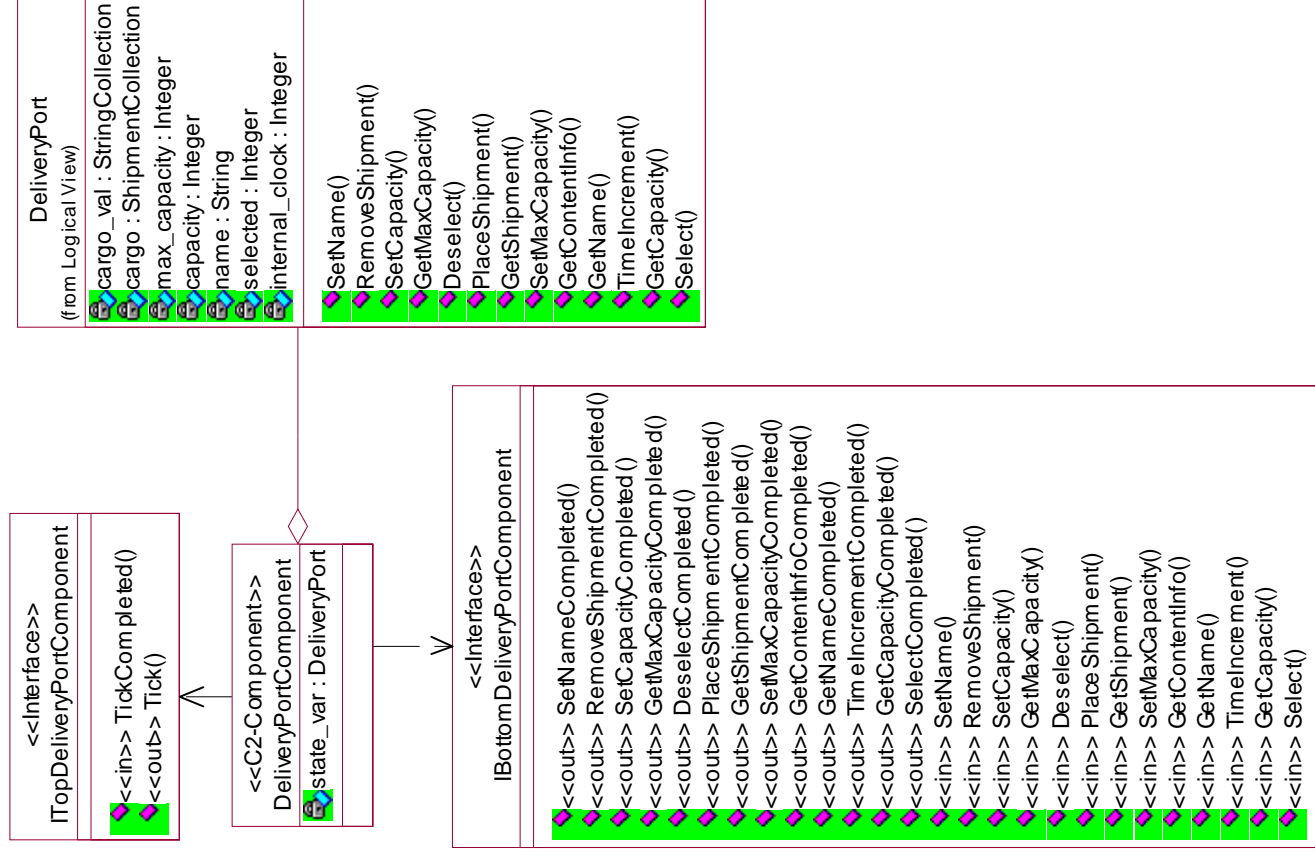 <<Interface>>
ITopDeliveryPortComponent
<<in>> TickCompleted()
<<out>> Tick()
<<C2-Component>>
DeliveryPortComponent
state_var : DeliveryPort
DeliveryPort
(from Logical View)
cargo_val : StringCollection
cargo : ShipmentCollection
max_capacity : Integer
capacity : Integer
name : String
selected : Integer
internal_clock : Integer
SetName()
RemoveShipment()
SetCapacity()
GetMaxCapacity()
Deselect()
PlaceShipment()
GetShipment()
SetMaxCapacity()
GetContentInfo()
GetName()
TimeIncrement()
GetCapacity()
Select()
<<Interface>>
IBottomDeliveryPortComponent
<<out>> SetNameCompleted()
<<out>> RemoveShipmentCompleted()
<<out>> SetCapacityCompleted()
<<out>> GetMaxCapacityCompleted()
<<out>> DeselectCompleted()
<<out>> PlaceShipmentCompleted()
<<out>> GetShipmentCompleted()
<<out>> SetMaxCapacityCompleted()
<<out>> GetContentInfoCompleted()
<<out>> GetNameCompleted()
<<out>> TimeIncrementCompleted()
<<out>> GetCapacityCompleted()
<<out>> SelectCompleted()
<<in>> SetName()
<<in>> RemoveShipment()
<<in>> SetCapacity()
<<in>> GetMaxCapacity()
<<in>> Deselect()
<<in>> PlaceShipment()
<<in>> GetShipment()
<<in>> SetMaxCapacity()
<<in>> GetContentInfo()
<<in>> GetName()
<<in>> TimeIncrement()
<<in>> GetCapacity()
<<in>> Select()